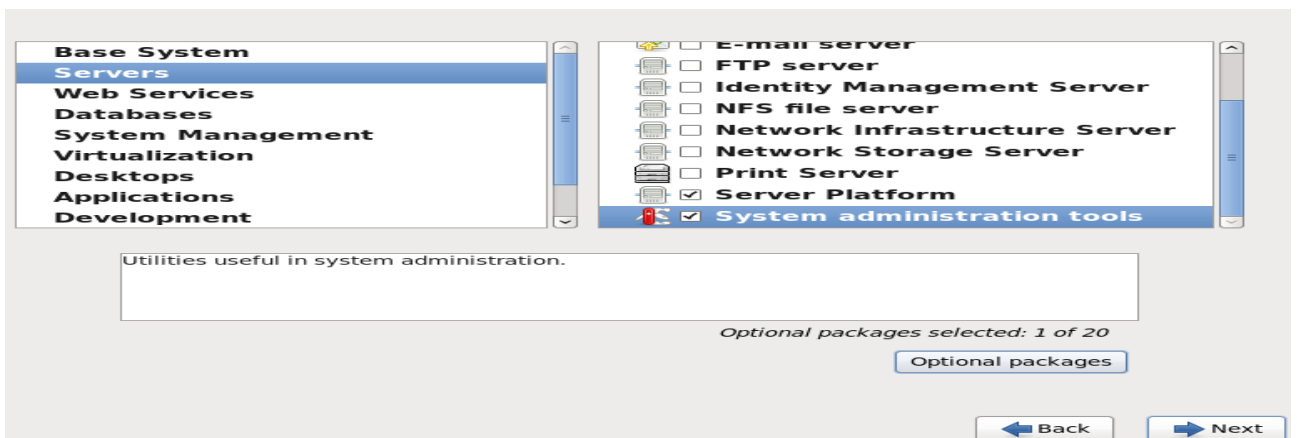 Base System
Servers
Web Services
Databases
System Management
Virtualization
Desktops
Applications
Development
E-mail server
FTP server
Identity Management Server
NFS file server
Network Infrastructure Server
Network Storage Server
Print Server
Server Platform
System administration tools
Utilities useful in system administration.
Optional packages selected: 1 of 20
Optional packages
Back
Next